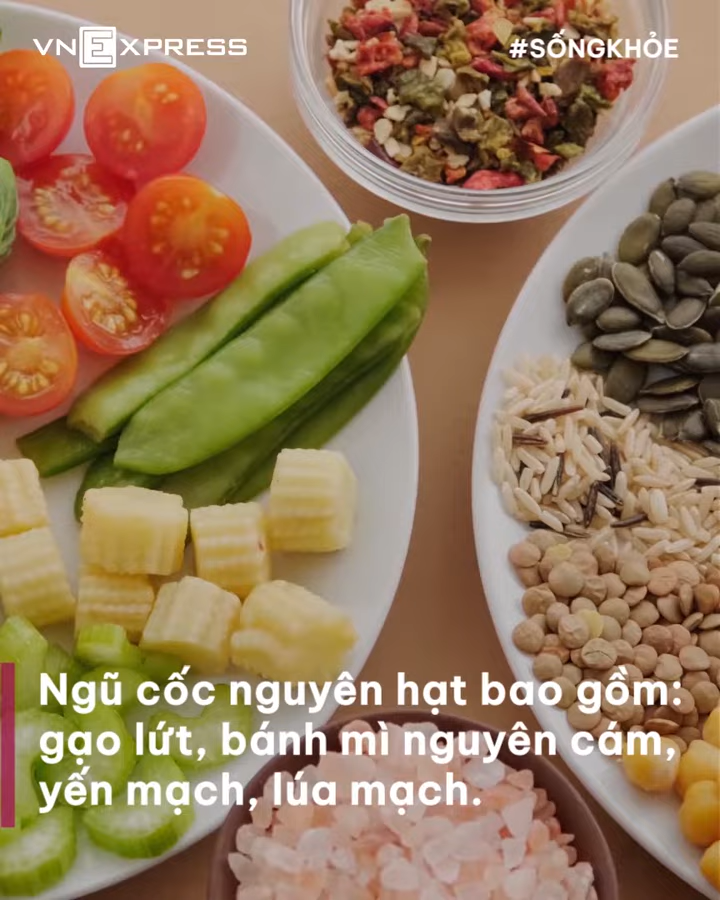 VNEXPRESS
#SỐNGKHỎE
Ngũ cốc nguyên hạt bao gồm:
gạo lứt, bánh mì nguyên cám,
yến mạch, lúa mạch.